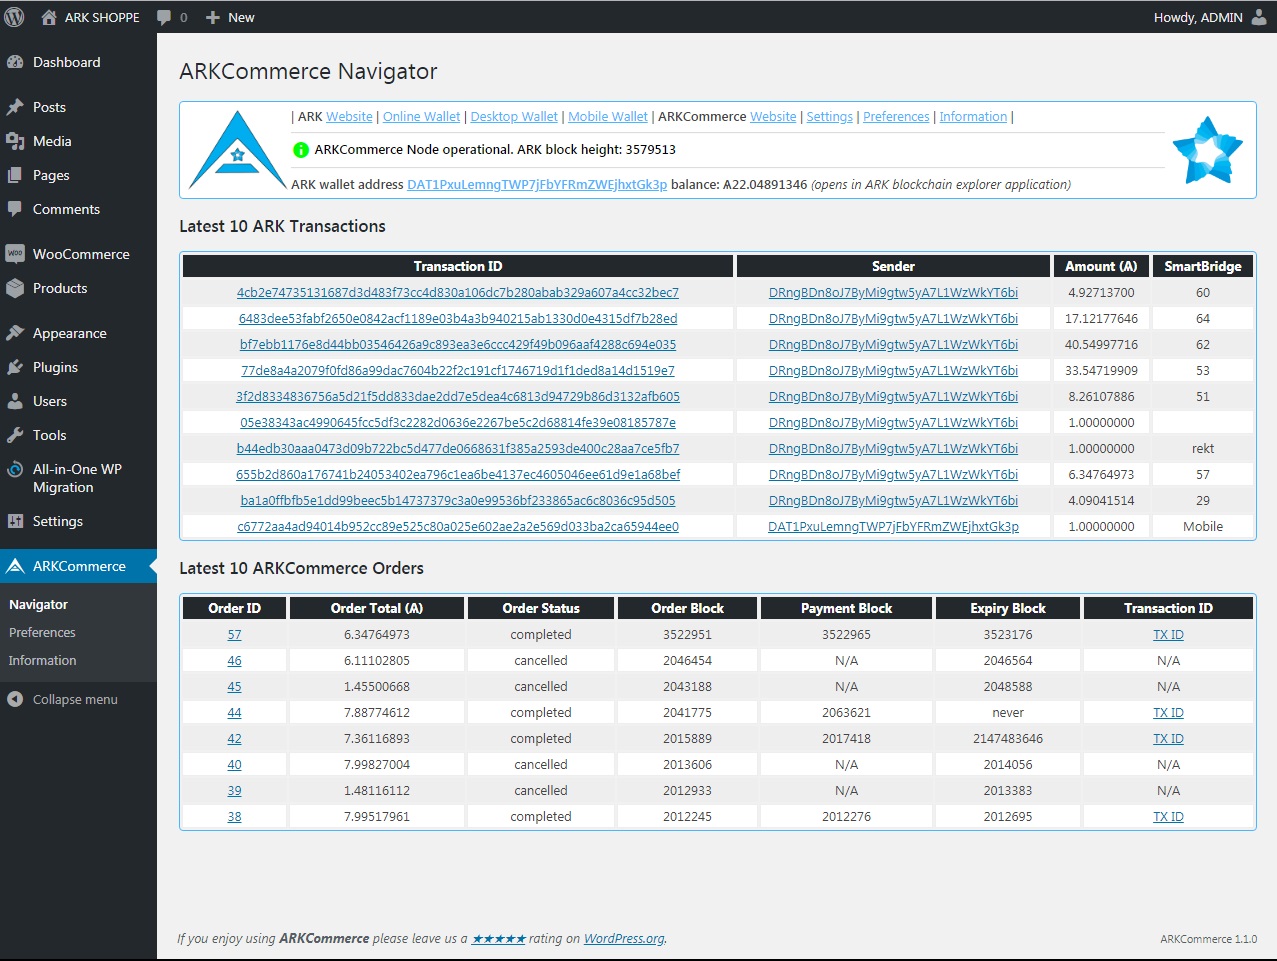 ARK SHOPPE 0 New Howdy, ADMIN
Dashboard
Posts
Media
Pages
Comments
WooCommerce
Products
Appearance
Plugins
Users
Tools
All-in-One WP
Migration
Settings
ARKCommerce
Navigator
Preferences
Information
Collapse menu
ARKCommerce Navigator
| ARK Website | Online Wallet | Desktop Wallet | Mobile Wallet | ARKCommerce Website | Settings | Preferences | Information |
ARKCommerce Node operational. ARK block height: 3579513
ARK wallet address DAT1PxuLemngTWP7jFbYFRmZWEjhxtGk3p balance: Ѧ22.04891346 (opens in ARK blockchain explorer application)
Latest 10 ARK Transactions
Transaction ID Sender Amount (Ѧ) SmartBridge
4cb2e74735131687d3d483f73cc4d830a106dc7b280abab329a607a4cc32bec7 DRngBDn8oJ7ByMi9gtw5yA7L1WzWkYT6bi 4.92713700 60
6483dee53fabf2650e0842acf1189e03b4a3b940215ab1330d0e4315df7b28ed DRngBDn8oJ7ByMi9gtw5yA7L1WzWkYT6bi 17.12177646 64
bf7ebb1176e8d44bb03546426a9c893ea3e6ccc429f49b096aaf4288c694e035 DRngBDn8oJ7ByMi9gtw5yA7L1WzWkYT6bi 40.54997716 62
77de8a4a2079f0fd86a99dac7604b22f2c191cf1746719d1f1ded8a14d1519e7 DRngBDn8oJ7ByMi9gtw5yA7L1WzWkYT6bi 33.54719909 53
3f2d8334836756a5d21f5dd833dae2dd7e5dea4c6813d94729b86d3132afb605 DRngBDn8oJ7ByMi9gtw5yA7L1WzWkYT6bi 8.26107886 51
05e38343ac4990645fcc5df3c2282d0636e2267be5c2d68814fe39e08185787e DRngBDn8oJ7ByMi9gtw5yA7L1WzWkYT6bi 1.00000000
b44edb30aaa0473d09b722bc5d477de0668631f385a2593de400c28aa7ce5fb7 DRngBDn8oJ7ByMi9gtw5yA7L1WzWkYT6bi 1.00000000 rekt
655b2d860a176741b24053402ea796c1ea6be4137ec4605046ee61d9e1a68bef DRngBDn8oJ7ByMi9gtw5yA7L1WzWkYT6bi 6.34764973 57
ba1a0ffbfb5e1dd99beec5b14737379c3a0e99536bf233865ac6c8036c95d505 DRngBDn8oJ7ByMi9gtw5yA7L1WzWkYT6bi 4.09041514 29
c6772aa4ad94014b952cc89e525c80a025e602ae2a2e569d033ba2ca65944ee0 DAT1PxuLemngTWP7jFbYFRmZWEjhxtGk3p 1.00000000 Mobile
Latest 10 ARKCommerce Orders
Order ID Order Total (Ѧ) Order Status Order Block Payment Block Expiry Block Transaction ID
57 6.34764973 completed 3522951 3522965 3523176 TX ID
46 6.11102805 cancelled 2046454 N/A 2046564 N/A
45 1.45500668 cancelled 2043188 N/A 2048588 N/A
44 7.88774612 completed 2041775 2063621 never TX ID
42 7.36116893 completed 2015889 2017418 2147483646 TX ID
40 7.99827004 cancelled 2013606 N/A 2014056 N/A
39 1.48116112 cancelled 2012933 N/A 2013383 N/A
38 7.99517961 completed 2012245 2012276 2012695 TX ID
If you enjoy using ARKCommerce please leave us a ★★★★★ rating on WordPress.org.
ARKCommerce 1.1.0